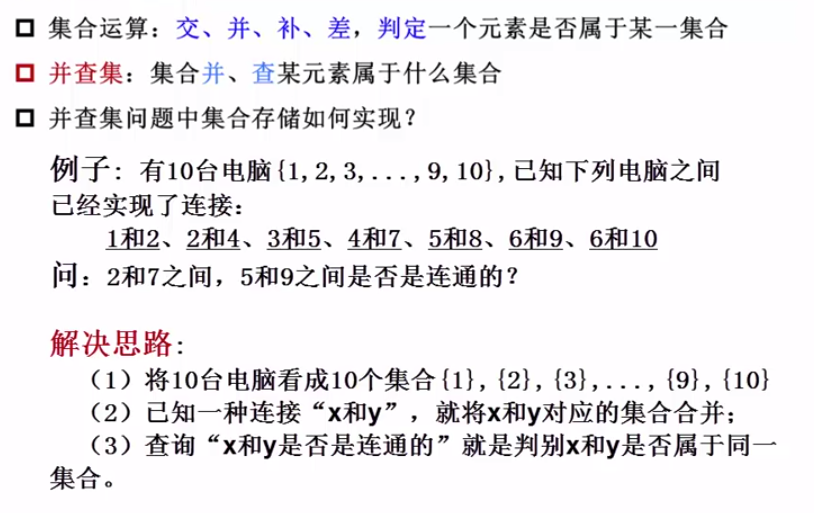 集合运算：交、并、补、差，判定一个元素是否属于某一集合
并查集：集合并、查某元素属于什么集合
并查集问题中集合存储如何实现？
例子：有10台电脑{1,2,3,...,9,10},已知下列电脑之间
已经实现了连接：
1和2、2和4、3和5、4和7、5和8、6和9、6和10
问：2和7之间，5和9之间是否是连通的？
解决思路：
（1）将10台电脑看成10个集合{1},{2},{3},...,{9},{10}
（2）已知一种连接“x和y”，就将x和y对应的集合合并；
（3）查询“x和y是否是连通的”就是判别x和y是否属于同一
集合。